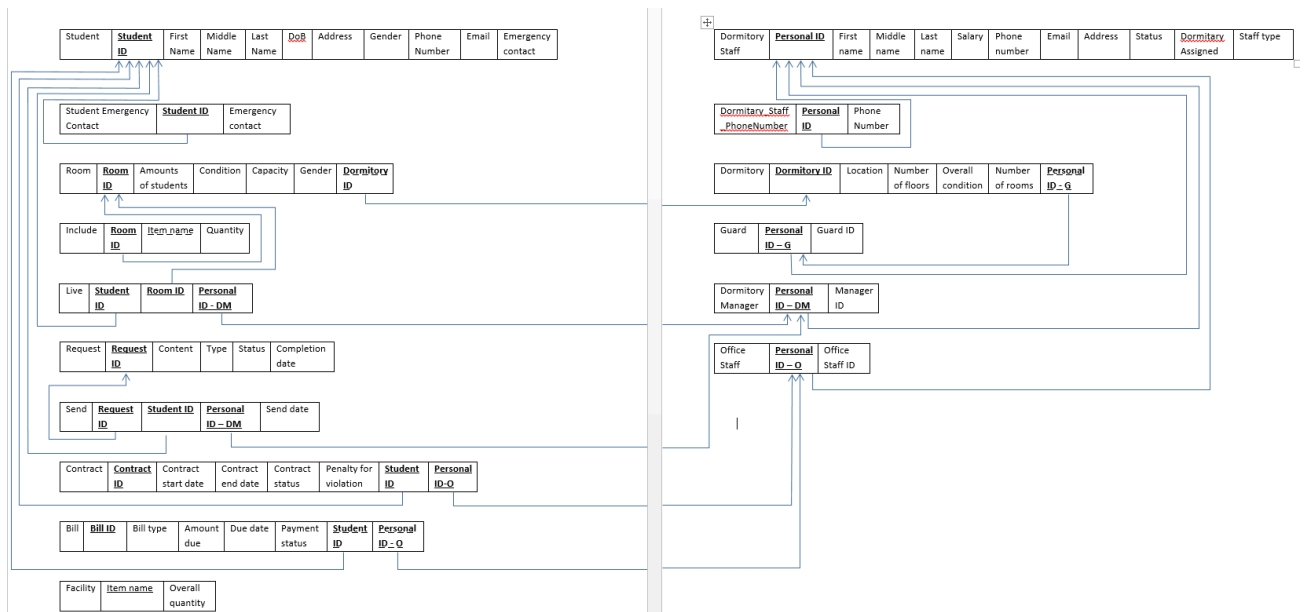 Student Student ID First Name Middle Name Last Name DoB Address Gender Phone Number Email Emergency contact
Student Emergency Contact Student ID Emergency contact
Room Room ID Amounts of students Condition Capacity Gender Dormitory ID
Include Room ID Item name Quantity
Live Student ID Room ID Personal ID - DM
Request Request ID Content Type Status Completion date
Send Request ID Student ID Personal ID – DM Send date
Contract Contract ID Contract start date Contract end date Contract status Penalty for violation Student ID Personal ID-O
Bill Bill ID Bill type Amount due Due date Payment status Student ID Personal ID - O
Facility Item name Overall quantity
Dormitory Staff Personal ID First name Middle name Last name Salary Phone number Email Address Status Dormitary Assigned Staff type
Dormitary_Staff_PhoneNumber Personal ID Phone Number
Dormitory Dormitory ID Location Number of floors Overall condition Number of rooms Personal ID - G
Guard Personal ID – G Guard ID
Dormitory Manager Personal ID – DM Manager ID
Office Staff Personal ID – O Office Staff ID